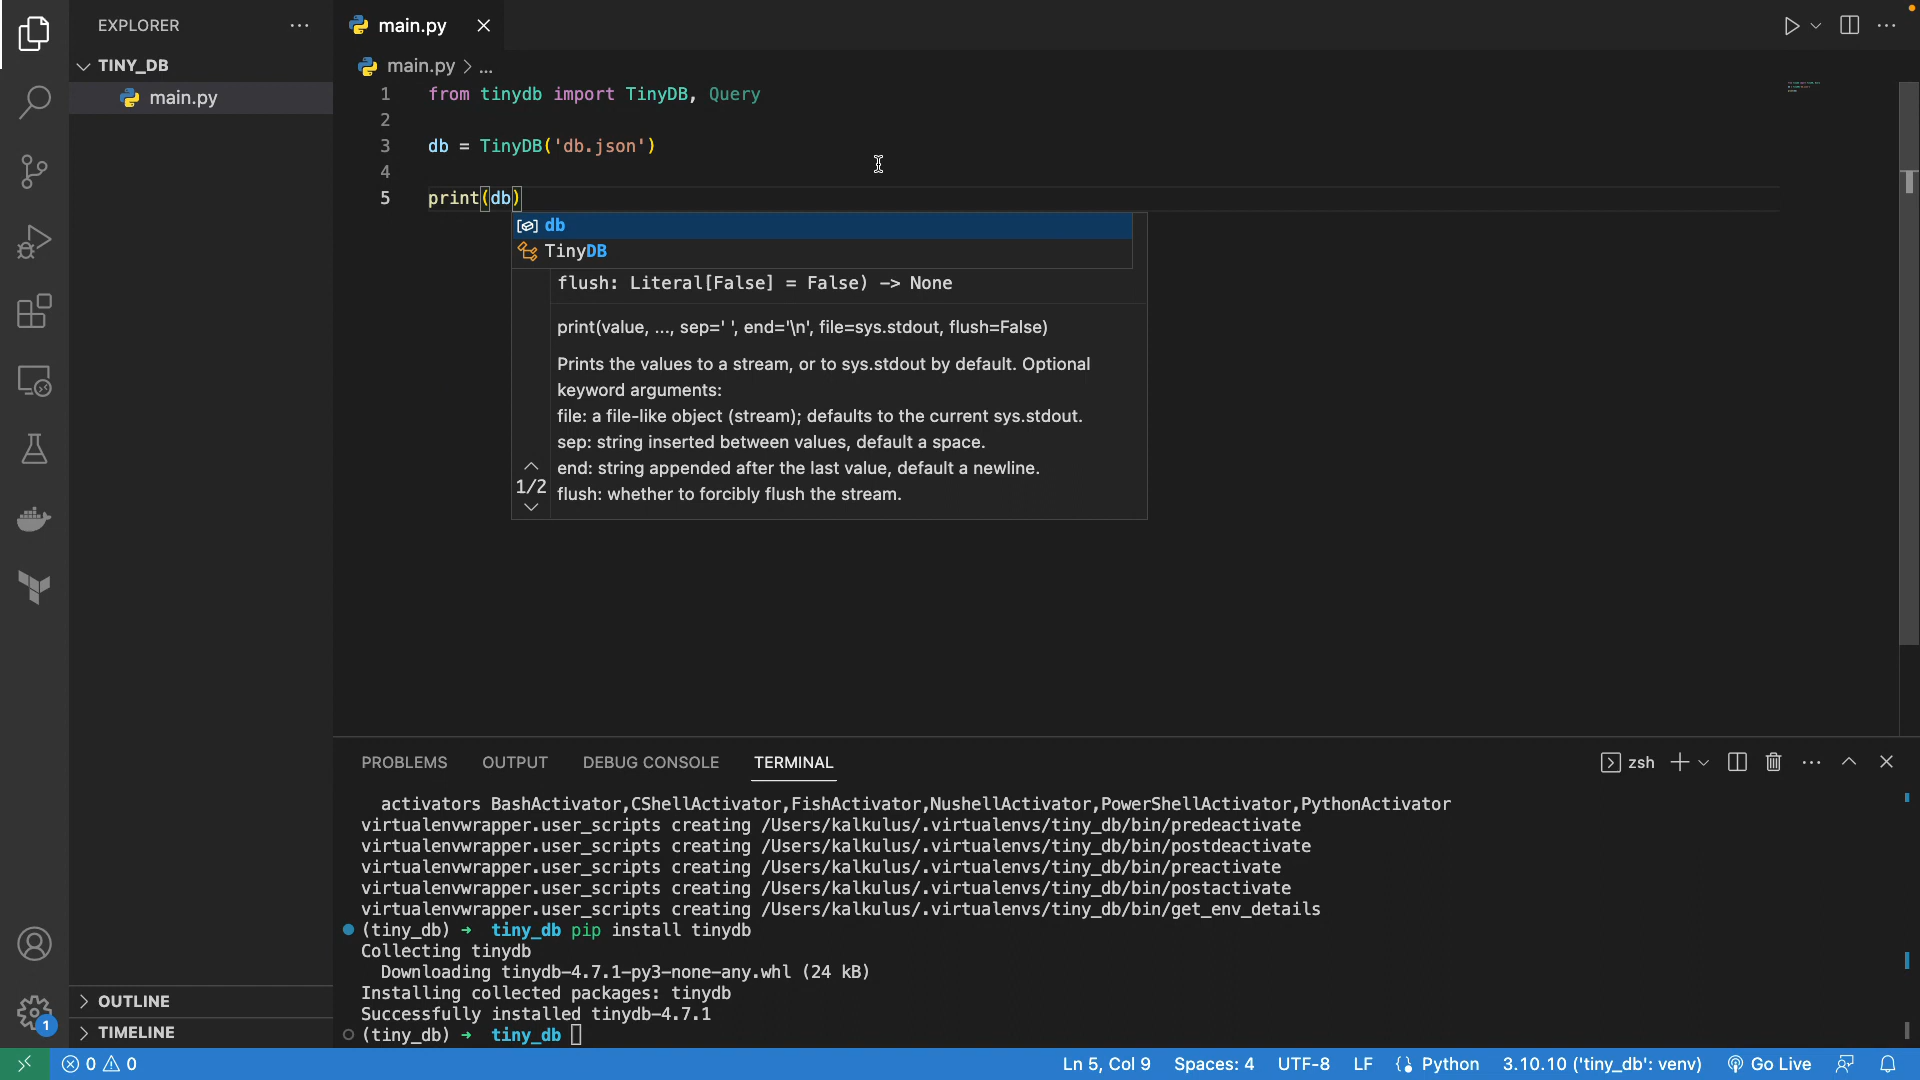 EXPLORER
TINY_DB
main.py
OUTLINE
TIMELINE
main.py
main.py > ...
1 from tinydb import TinyDB, Query
2
3 db = TinyDB('db.json')
4
5 print(db)
db
TinyDB
flush: Literal[False] = False) -> None
print(value, ..., sep=' ', end='\n', file=sys.stdout, flush=False)
Prints the values to a stream, or to sys.stdout by default. Optional
keyword arguments:
file: a file-like object (stream); defaults to the current sys.stdout.
sep: string inserted between values, default a space.
end: string appended after the last value, default a newline.
1/2
flush: whether to forcibly flush the stream.
PROBLEMS OUTPUT DEBUG CONSOLE TERMINAL zsh
activators BashActivator,CShellActivator,FishActivator,NushellActivator,PowerShellActivator,PythonActivator
virtualenvwrapper.user_scripts creating /Users/kalkulus/.virtualenvs/tiny_db/bin/predeactivate
virtualenvwrapper.user_scripts creating /Users/kalkulus/.virtualenvs/tiny_db/bin/postdeactivate
virtualenvwrapper.user_scripts creating /Users/kalkulus/.virtualenvs/tiny_db/bin/preactivate
virtualenvwrapper.user_scripts creating /Users/kalkulus/.virtualenvs/tiny_db/bin/postactivate
virtualenvwrapper.user_scripts creating /Users/kalkulus/.virtualenvs/tiny_db/bin/get_env_details
(tiny_db) → tiny_db pip install tinydb
Collecting tinydb
Downloading tinydb-4.7.1-py3-none-any.whl (24 kB)
Installing collected packages: tinydb
Successfully installed tinydb-4.7.1
(tiny_db) → tiny_db
1
0 0 Ln 5, Col 9 Spaces: 4 UTF-8 LF Python 3.10.10 ('tiny_db': venv) Go Live